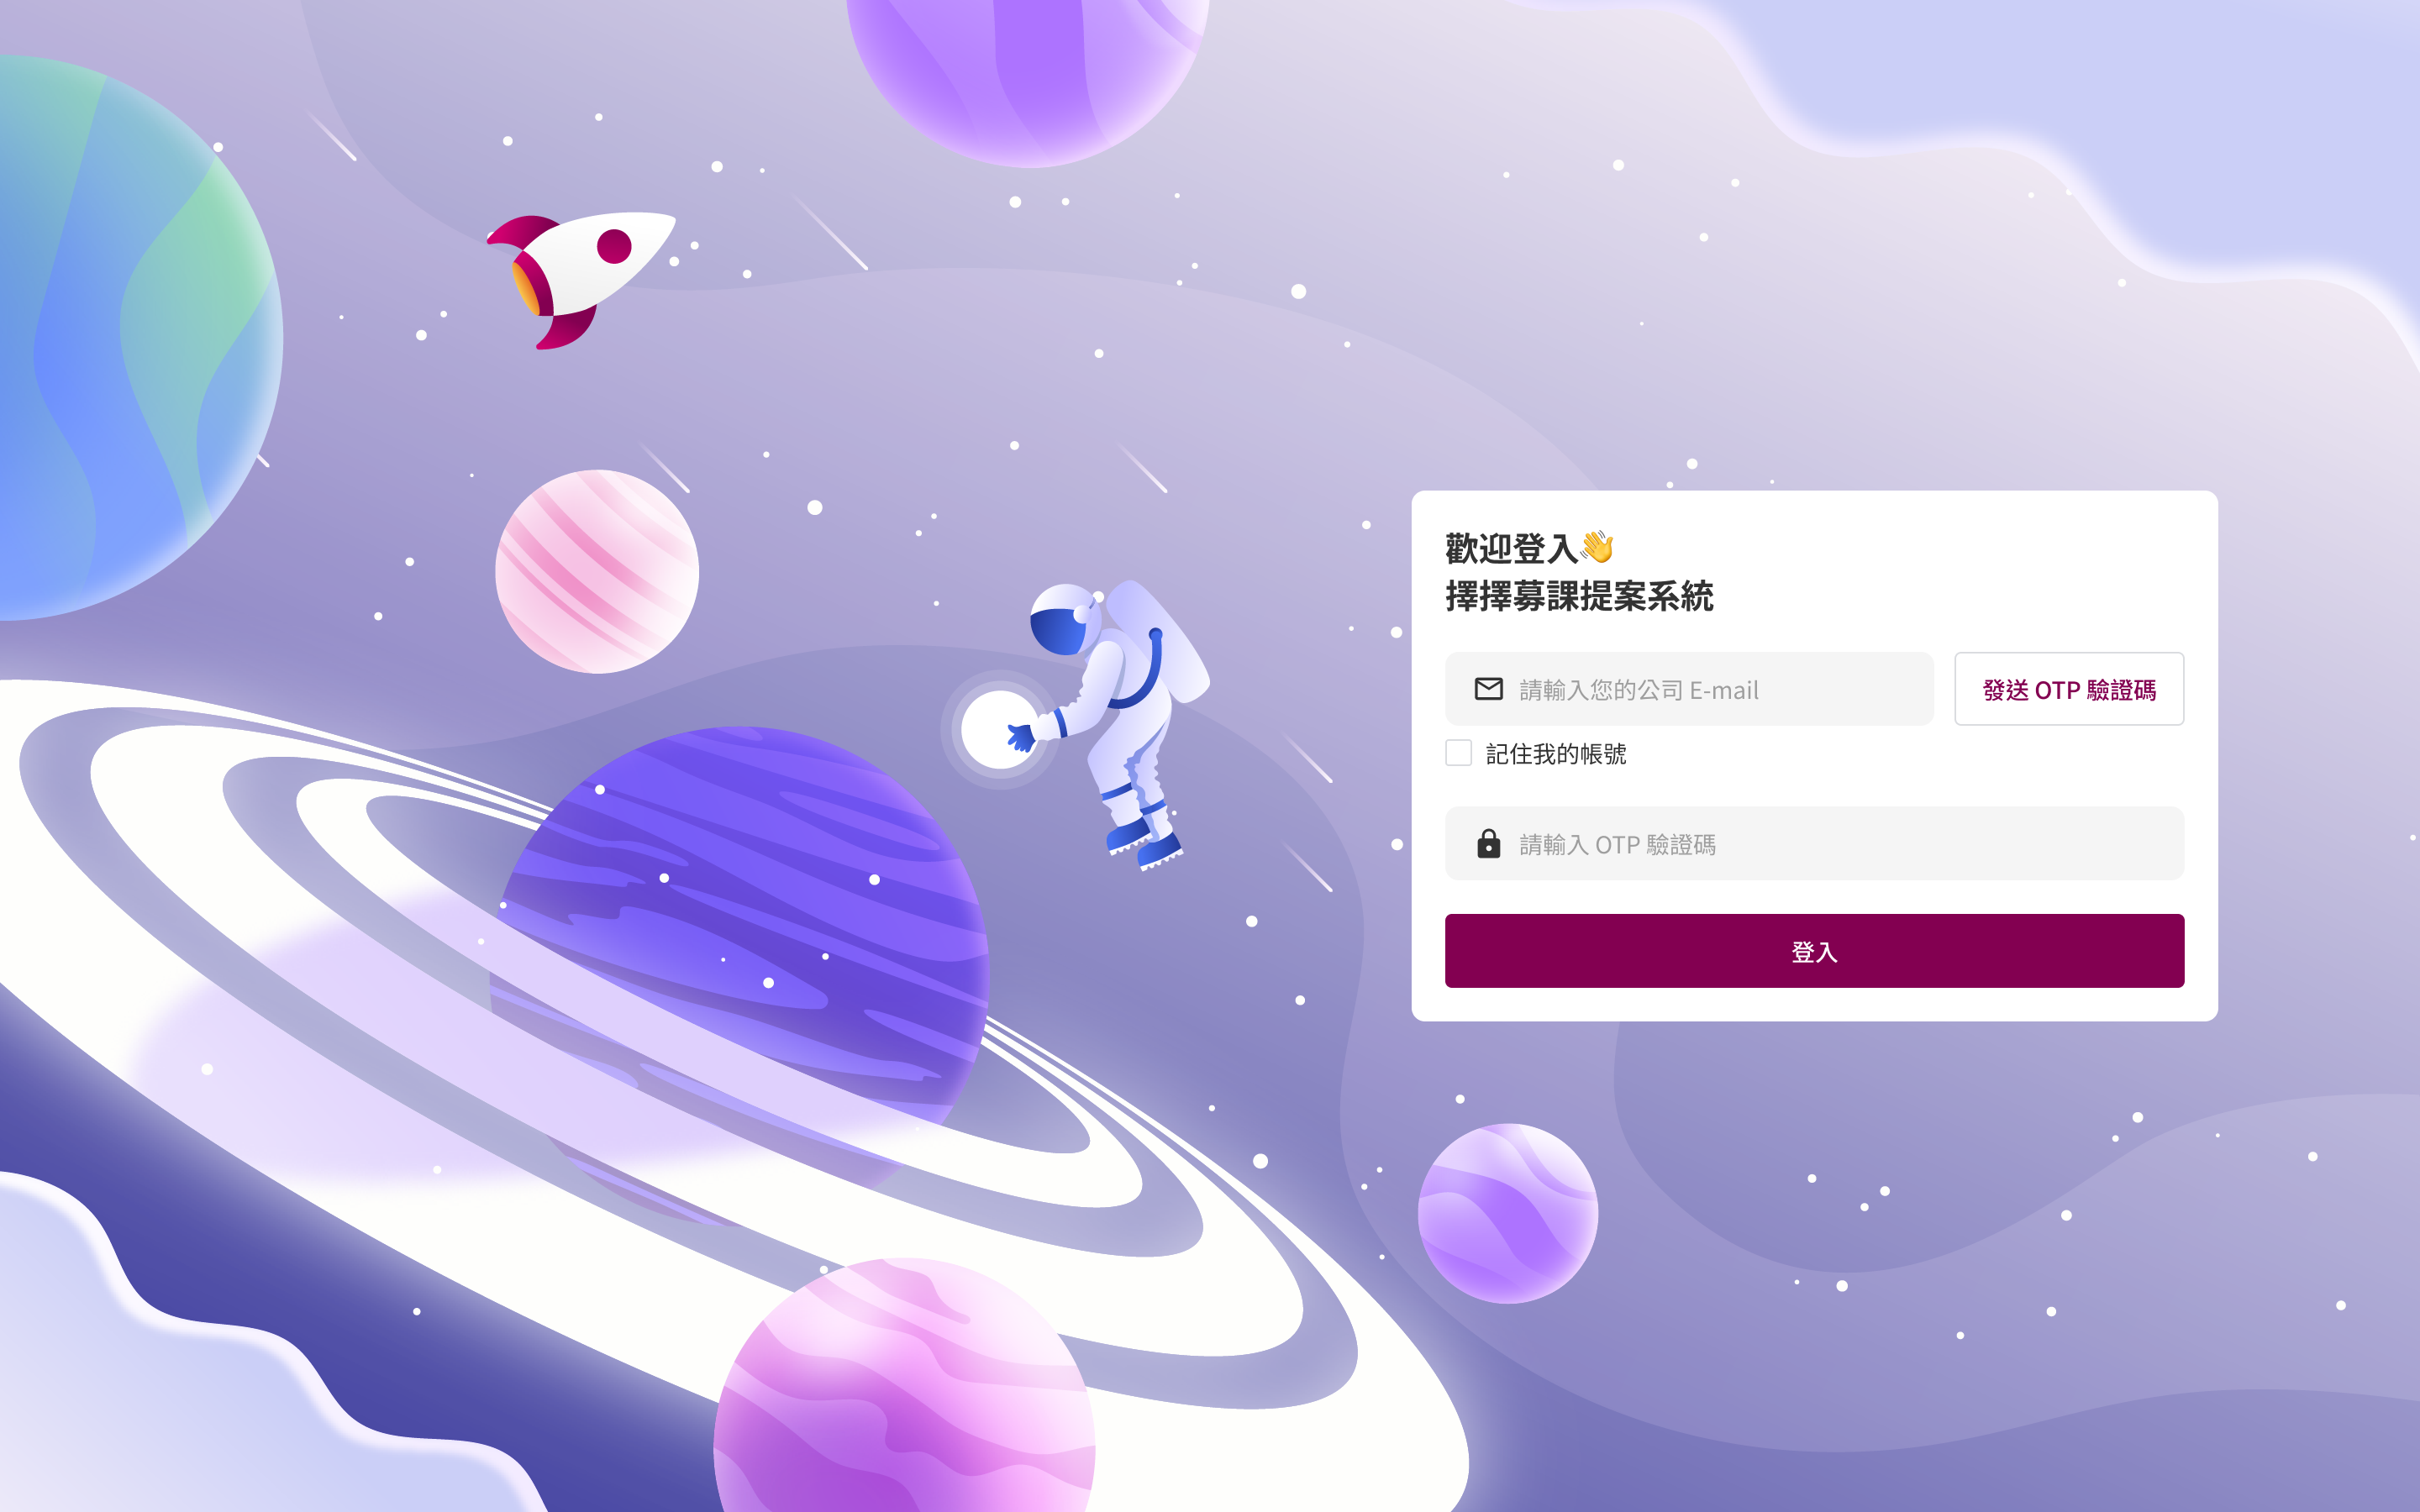 歡迎登入👋
擇擇募課提案系統
請輸入您的公司 E-mail
發送 OTP 驗證碼
記住我的帳號
請輸入 OTP 驗證碼
登入